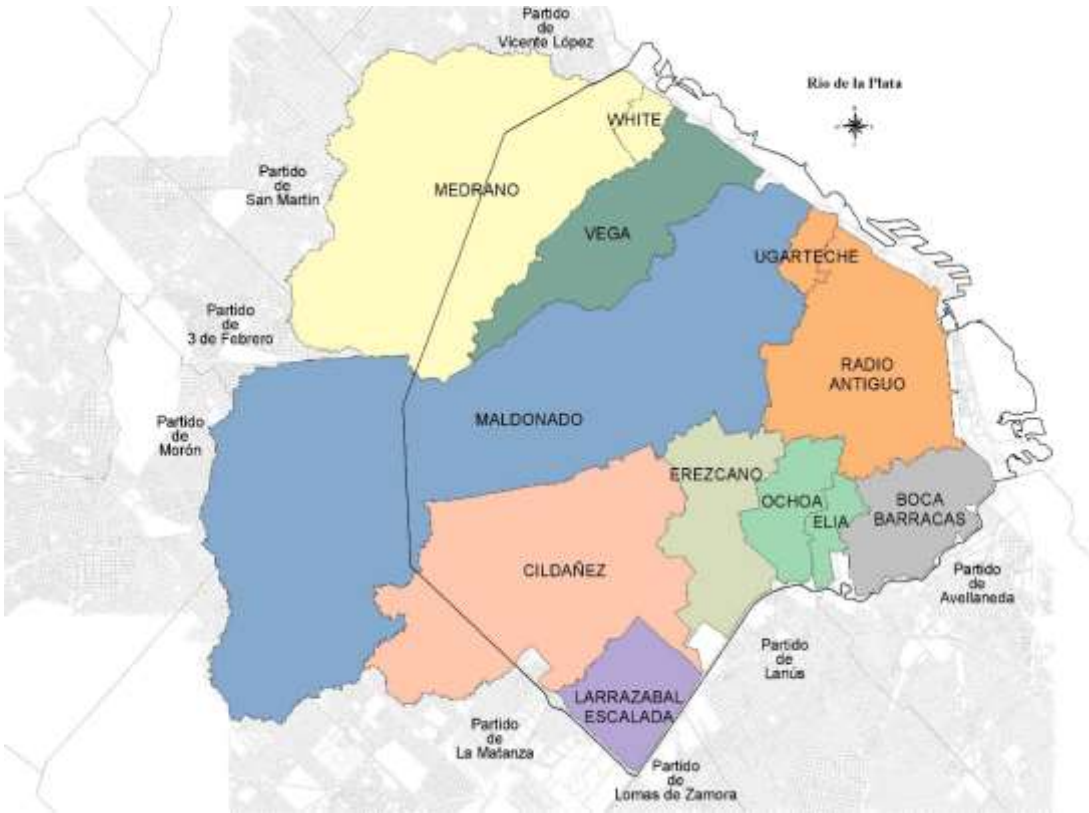 Partido
de
Vicente López
Río de la Plata
WHITE
Partido
de
San Martín
MEDRANO
VEGA
UGARTECHE
Partido
de
3 de Febrero
RADIO
ANTIGUO
Partido
de
Morón
MALDONADO
EREZCANO
OCHOA
ELIA
BOCA
BARRACAS
CILDAÑEZ
Partido
de
Avellaneda
Partido
de
Lanús
LARRAZABAL
ESCALADA
Partido
de
La Matanza
Partido
de
Lomas de Zamora